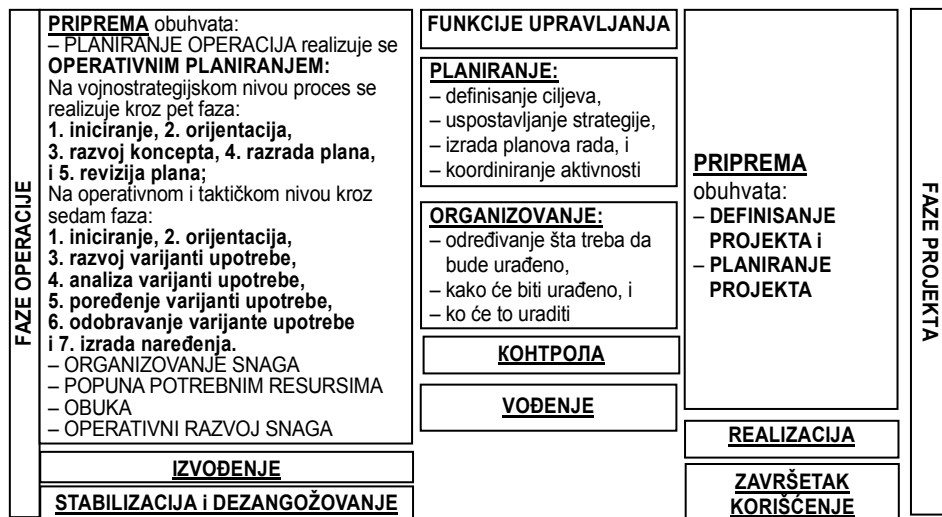 FAZE OPERACIJE
PRIPREMA obuhvata:
– PLANIRANJE OPERACIJA realizuje se
OPERATIVNIM PLANIRANJEM:
Na vojnostrategijskom nivou proces se
realizuje kroz pet faza:
1. iniciranje, 2. orijentacija,
3. razvoj koncepta, 4. razrada plana,
i 5. revizija plana;
Na operativnom i taktičkom nivou kroz
sedam faza:
1. iniciranje, 2. orijentacija,
3. razvoj varijanti upotrebe,
4. analiza varijanti upotrebe,
5. poređenje varijanti upotrebe,
6. odobravanje varijante upotrebe
i 7. izrada naređenja.
– ORGANIZOVANJE SNAGA
– POPUNA POTREBNIM RESURSIMA
– OBUKA
– OPERATIVNI RAZVOJ SNAGA
IZVOĐENJE
STABILIZACIJA i DEZANGOŽOVANJE
FUNKCIJE UPRAVLJANJA
PLANIRANJE:
– definisanje ciljeva,
– uspostavljanje strategije,
– izrada planova rada, i
– koordiniranje aktivnosti
ORGANIZOVANJE:
– određivanje šta treba da
bude urađeno,
– kako će biti urađeno, i
– ko će to uraditi
КОНТРОЛА
VOĐENJE
PRIPREMA
obuhvata:
– DEFINISANJE
PROJEKTA i
– PLANIRANJE
PROJEKTA
REALIZACIJA
ZAVRŠETAK
KORIŠĆENJE
FAZE PROJEKTA